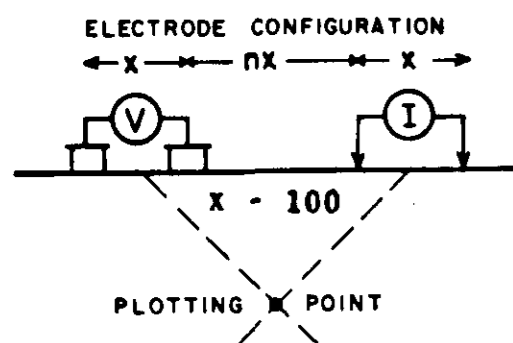 ELECTRODE CONFIGURATION
x nx x
V I
x - 100
PLOTTING POINT